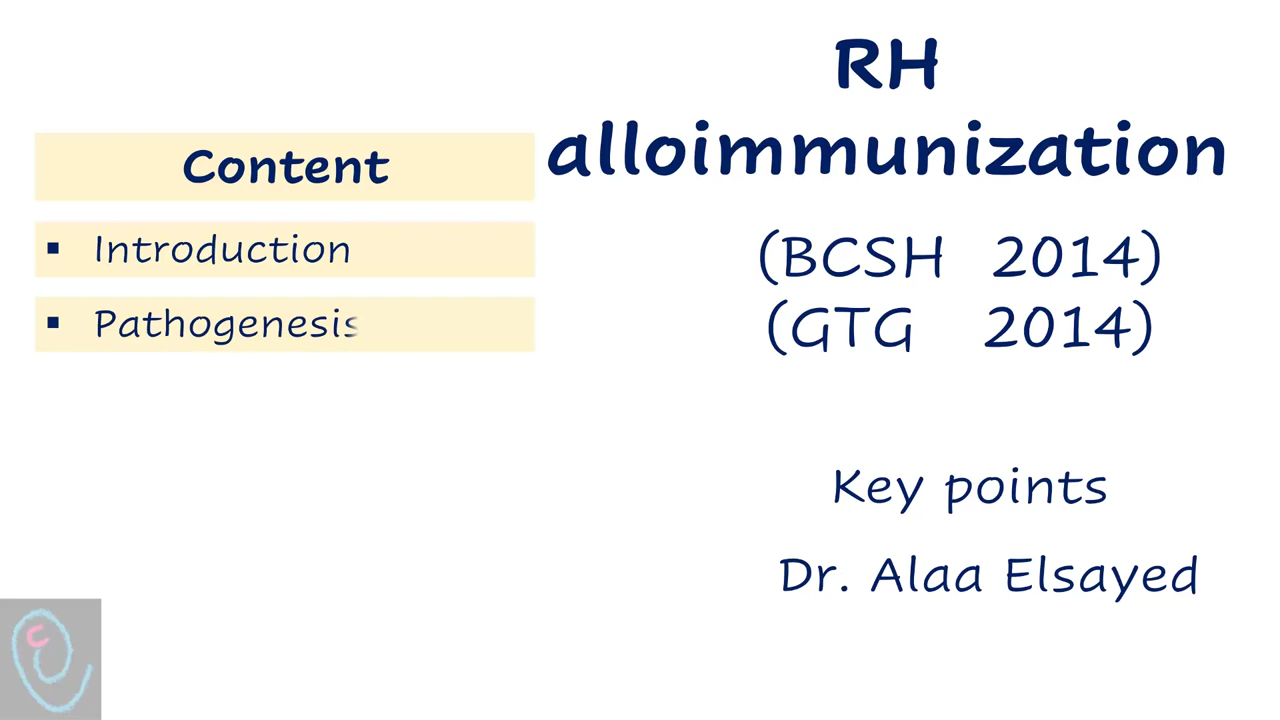 RH
alloimmunization
(BCSH 2014)
(GTG 2014)
Key points
Dr. Alaa Elsayed
Content
▪ Introduction
▪ Pathogenesis